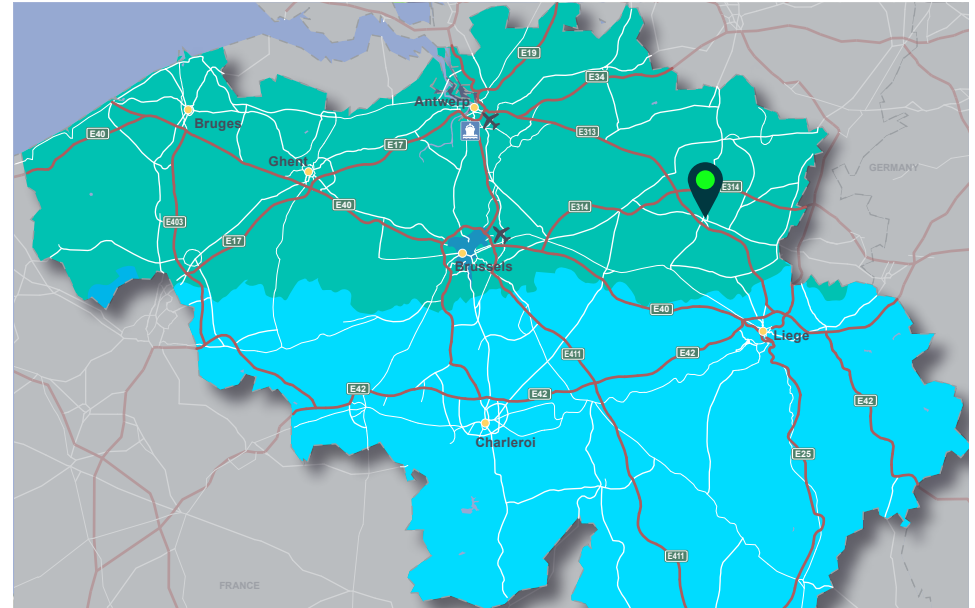 E19
E34
Antwerp
E40
Bruges
E313
E17
Ghent
GERMANY
E314
E40
E314
E403
E17
Brussels
E40
Liege
E411
E42
E42
E42
E42
Charleroi
E25
E411
FRANCE